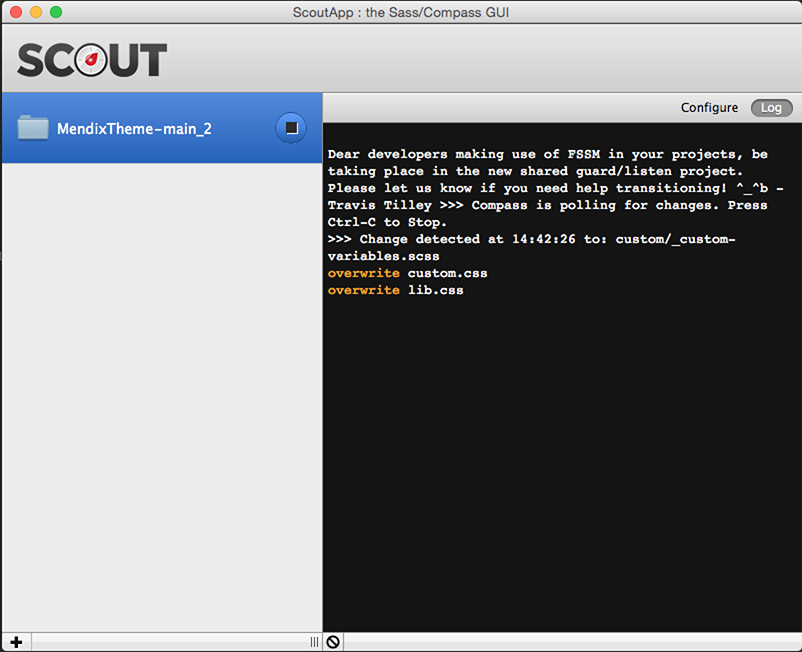 ScoutApp : the Sass/Compass GUI
SCOUT
MendixTheme-main_2
Configure
Log
Dear developers making use of FSSM in your projects, be
taking place in the new shared guard/listen project.
Please let us know if you need help transitioning! ^_^b -
Travis Tilley >>> Compass is polling for changes. Press
Ctrl-C to Stop.
>>> Change detected at 14:42:26 to: custom/_custom-
variables.scss
overwrite custom.css
overwrite lib.css